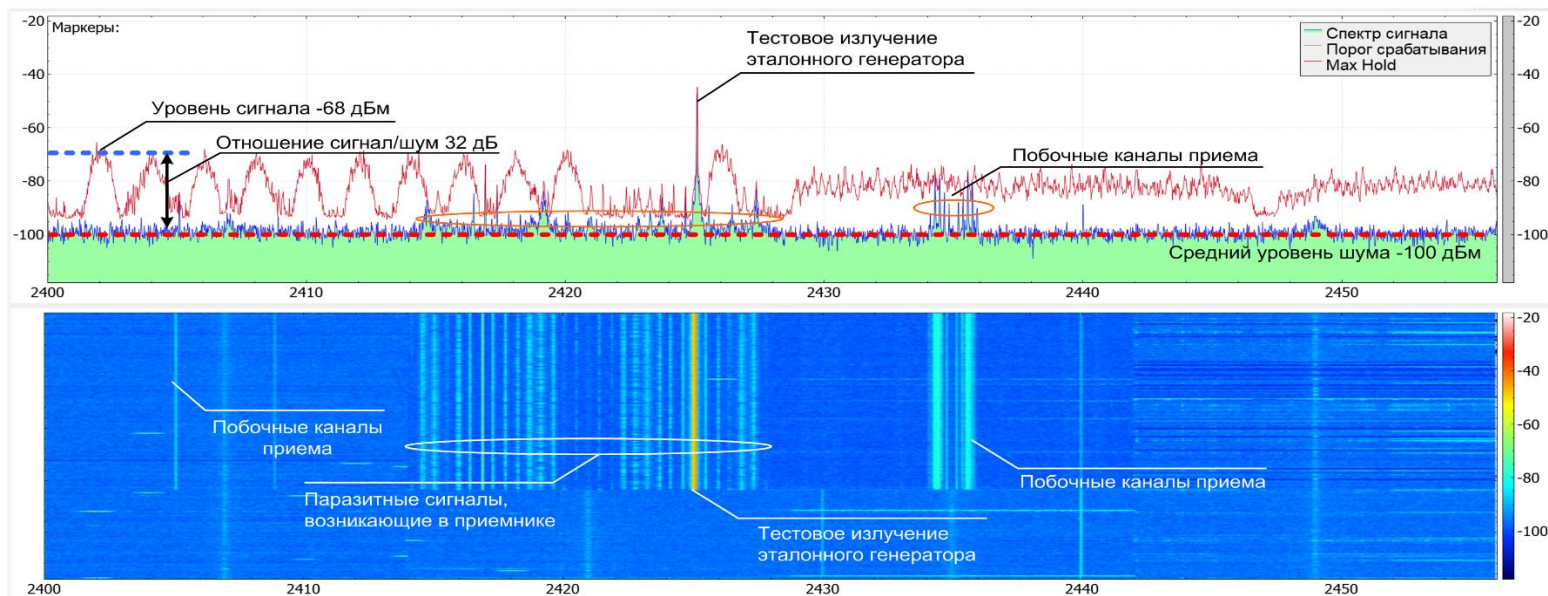 -20
-40
-60
-80
-100
Маркеры:
Тестовое излучение
эталонного генератора
Спектр сигнала
Порог срабатывания
Max Hold
Уровень сигнала -68 дБм
Отношение сигнал/шум 32 дБ
Побочные каналы приема
Средний уровень шума -100 дБм
-20
-40
-60
-80
-100
2400
2410
2420
2430
2440
2450
Побочные каналы
приема
Паразитные сигналы,
возникающие в приемнике
Тестовое излучение
эталонного генератора
Побочные каналы приема
-20
-40
-60
-80
-100
2400
2410
2420
2430
2440
2450